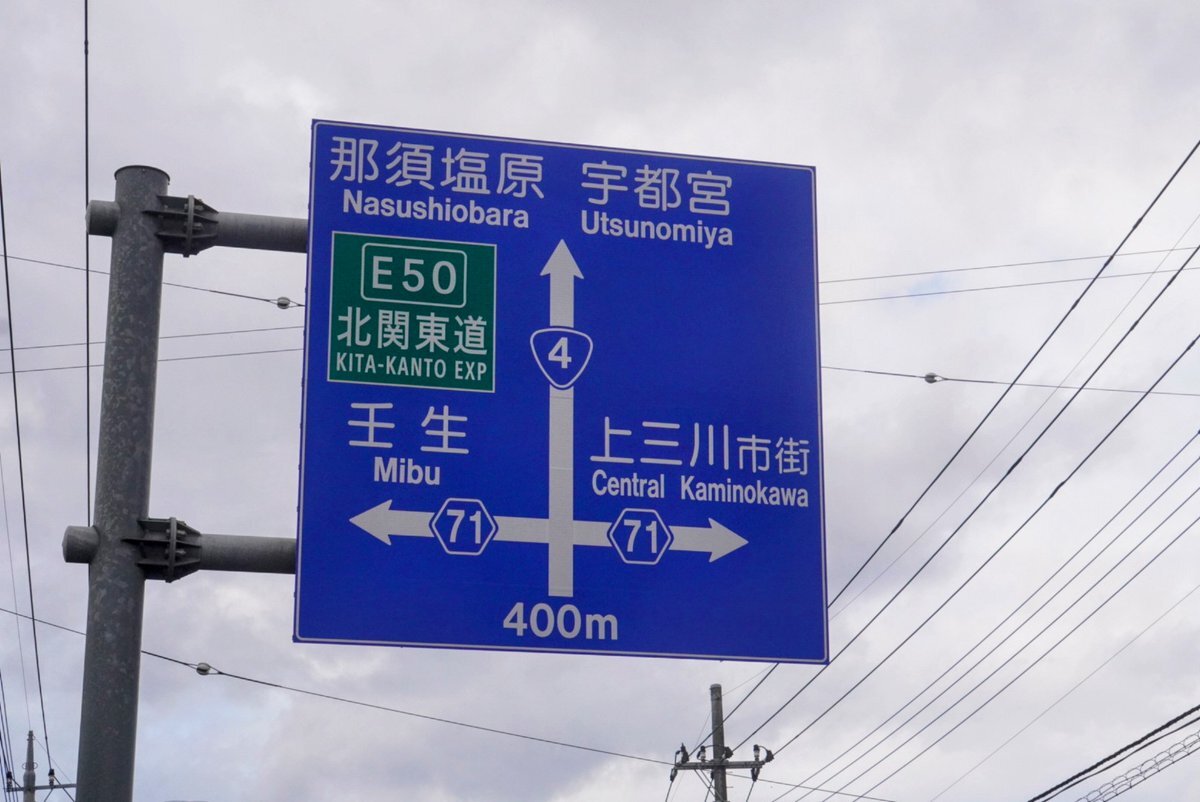 那須塩原 宇都宮
Nasushiobara Utsunomiya
E50
北関東道
KITA-KANTO EXP
4
壬生
Mibu
上三川市街
Central Kaminokawa
71
71
400m